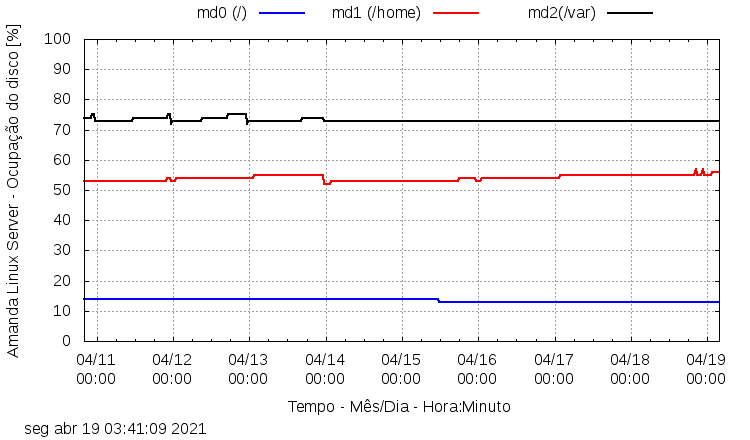 md0 (/) md1 (/home) md2(/var)
Amanda Linux Server - Ocupação do disco [%]
100
90
80
70
60
50
40
30
20
10
0
04/11 04/12 04/13 04/14 04/15 04/16 04/17 04/18 04/19
00:00 00:00 00:00 00:00 00:00 00:00 00:00 00:00 00:00
Tempo - Mês/Dia - Hora:Minuto
seg abr 19 03:41:09 2021